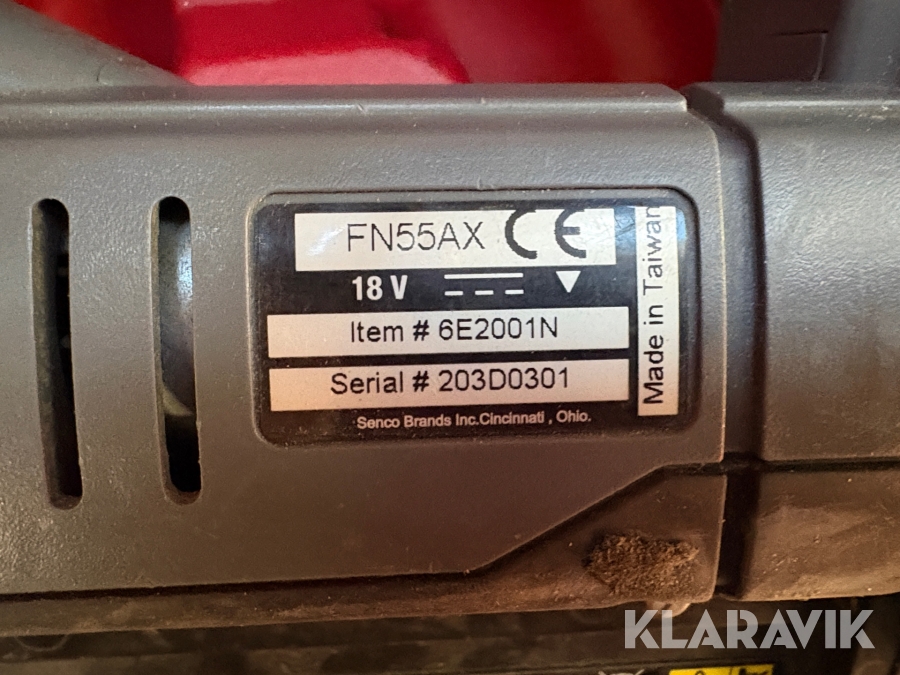 FN55AX CE
18 V
Item # 6E2001N
Serial # 203D0301
Senco Brands Inc.Cincinnati , Ohio.
Made in Taiwan
KLARAVIK